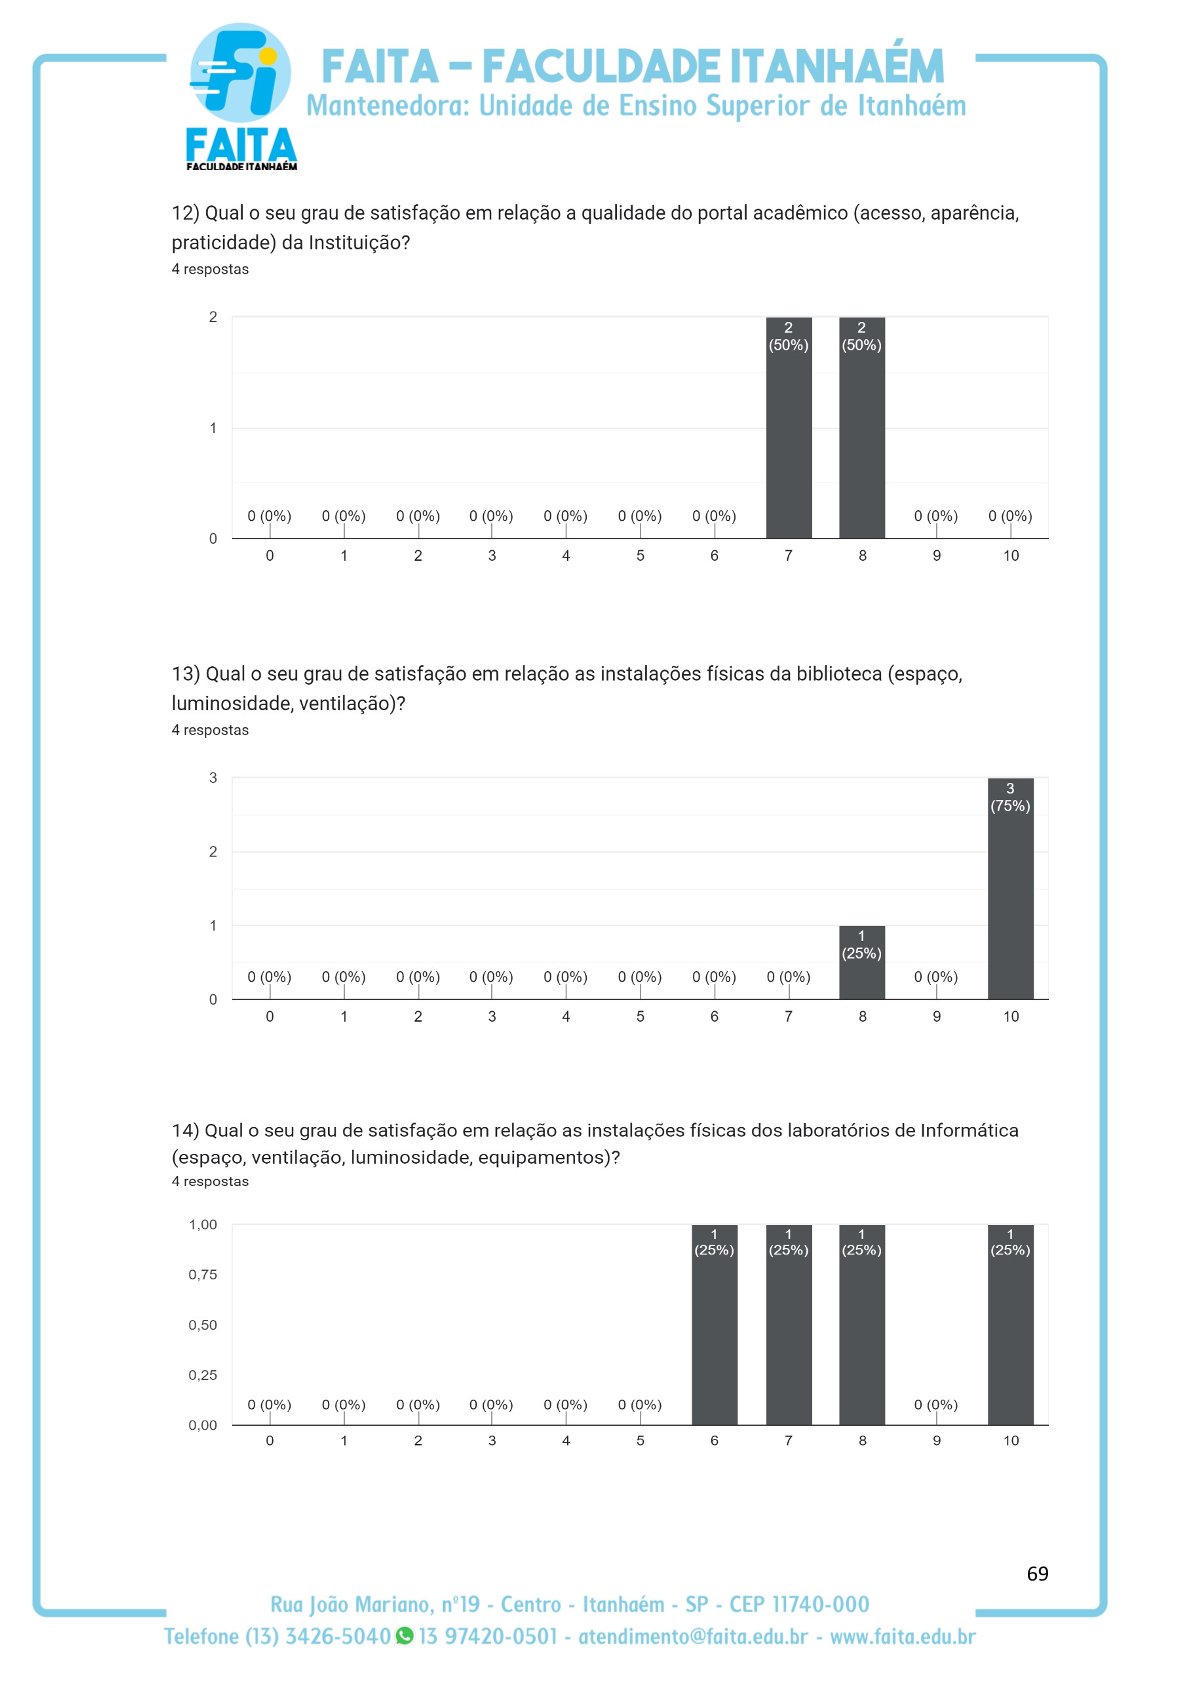 FAITA – FACULDADE ITANHAÉM
Mantenedora: Unidade de Ensino Superior de Itanhaém
Fi
FAITA
FACULDADE ITANHAÉM
12) Qual o seu grau de satisfação em relação a qualidade do portal acadêmico (acesso, aparência,
praticidade) da Instituição?
4 respostas
2
2 2
(50%) (50%)
1
0 (0%) 0 (0%) 0 (0%) 0 (0%) 0 (0%) 0 (0%) 0 (0%) 0 (0%) 0 (0%)
0
0 1 2 3 4 5 6 7 8 9 10
13) Qual o seu grau de satisfação em relação as instalações físicas da biblioteca (espaço,
luminosidade, ventilação)?
4 respostas
3
3
(75%)
2
1
1
(25%)
0 (0%) 0 (0%) 0 (0%) 0 (0%) 0 (0%) 0 (0%) 0 (0%) 0 (0%) 0 (0%)
0
0 1 2 3 4 5 6 7 8 9 10
14) Qual o seu grau de satisfação em relação as instalações físicas dos laboratórios de Informática
(espaço, ventilação, luminosidade, equipamentos)?
4 respostas
1,00
1 1 1 1
(25%) (25%) (25%) (25%)
0,75
0,50
0,25
0 (0%) 0 (0%) 0 (0%) 0 (0%) 0 (0%) 0 (0%) 0 (0%)
0,00
0 1 2 3 4 5 6 7 8 9 10
69
Rua João Mariano, nº19 - Centro - Itanhaém - SP - CEP 11740-000
Telefone (13) 3426-5040 13 97420-0501 - atendimento@faita.edu.br - www.faita.edu.br